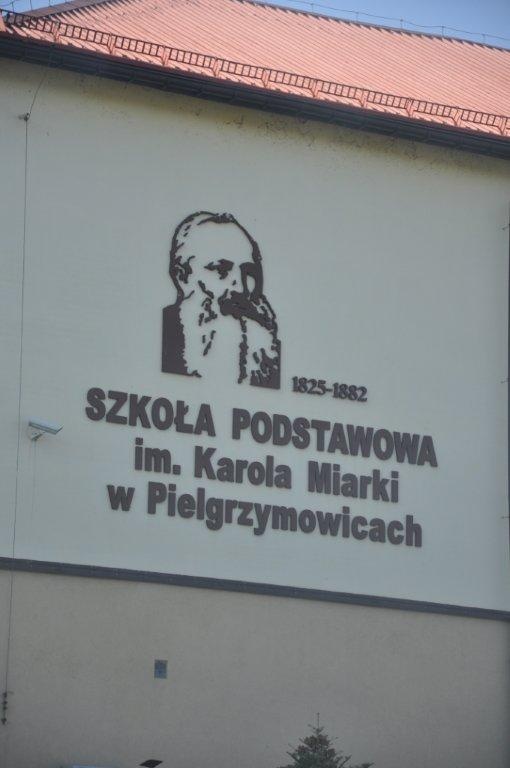 1825-1882
SZKOŁA PODSTAWOWA
im. Karola Miarki
w Pielgrzymowicach